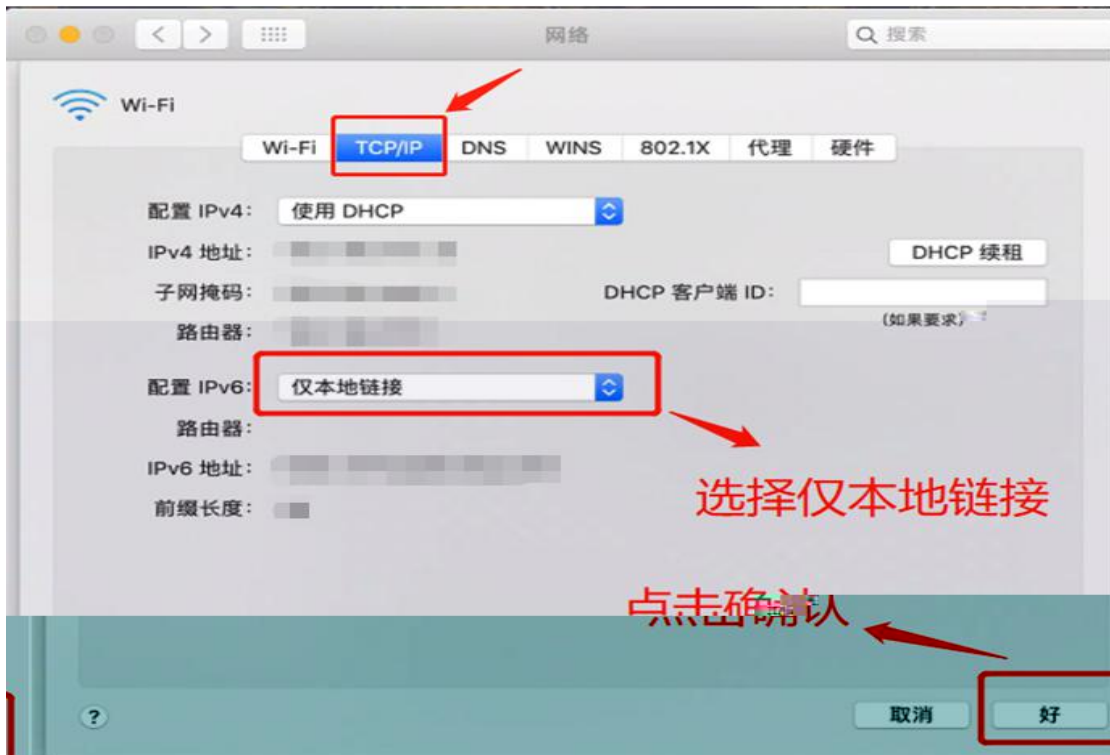 网络
搜索
Wi-Fi
Wi-Fi TCP/IP DNS WINS 802.1X 代理 硬件
配置 IPv4: 使用 DHCP
IPv4 地址: DHCP 续租
子网掩码: DHCP 客户端 ID:
路由器: (如果要求)
配置 IPv6: 仅本地链接
路由器:
IPv6 地址:
前缀长度:
选择仅本地链接
点击确认
? 取消 好